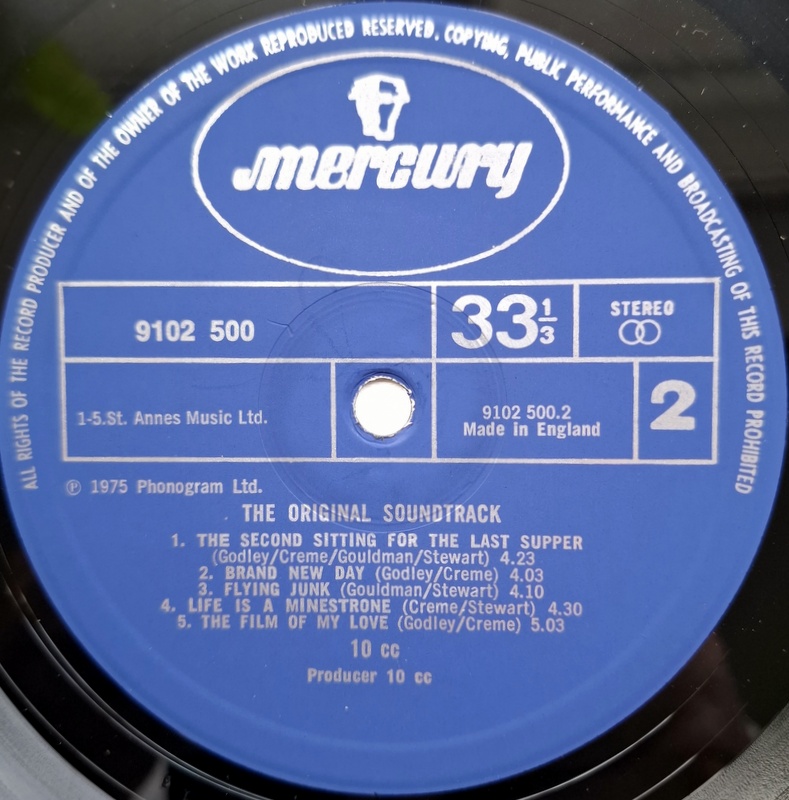 ALL RIGHTS OF THE RECORD PRODUCER AND OF THE OWNER OF THE WORK REPRODUCED RESERVED. COPYING, PUBLIC PERFORMANCE AND BROADCASTING OF THIS RECORD PROHIBITED
mercury
9102 500
33 1/3
STEREO
1-5.St. Annes Music Ltd.
9102 500.2
Made in England
2
℗ 1975 Phonogram Ltd.
THE ORIGINAL SOUNDTRACK
1. THE SECOND SITTING FOR THE LAST SUPPER
(Godley/Creme/Gouldman/Stewart) 4.23
2. BRAND NEW DAY (Godley/Creme) 4.03
3. FLYING JUNK (Gouldman/Stewart) 4.10
4. LIFE IS A MINESTRONE (Creme/Stewart) 4.30
5. THE FILM OF MY LOVE (Godley/Creme) 5.03
10 cc
Producer 10 cc